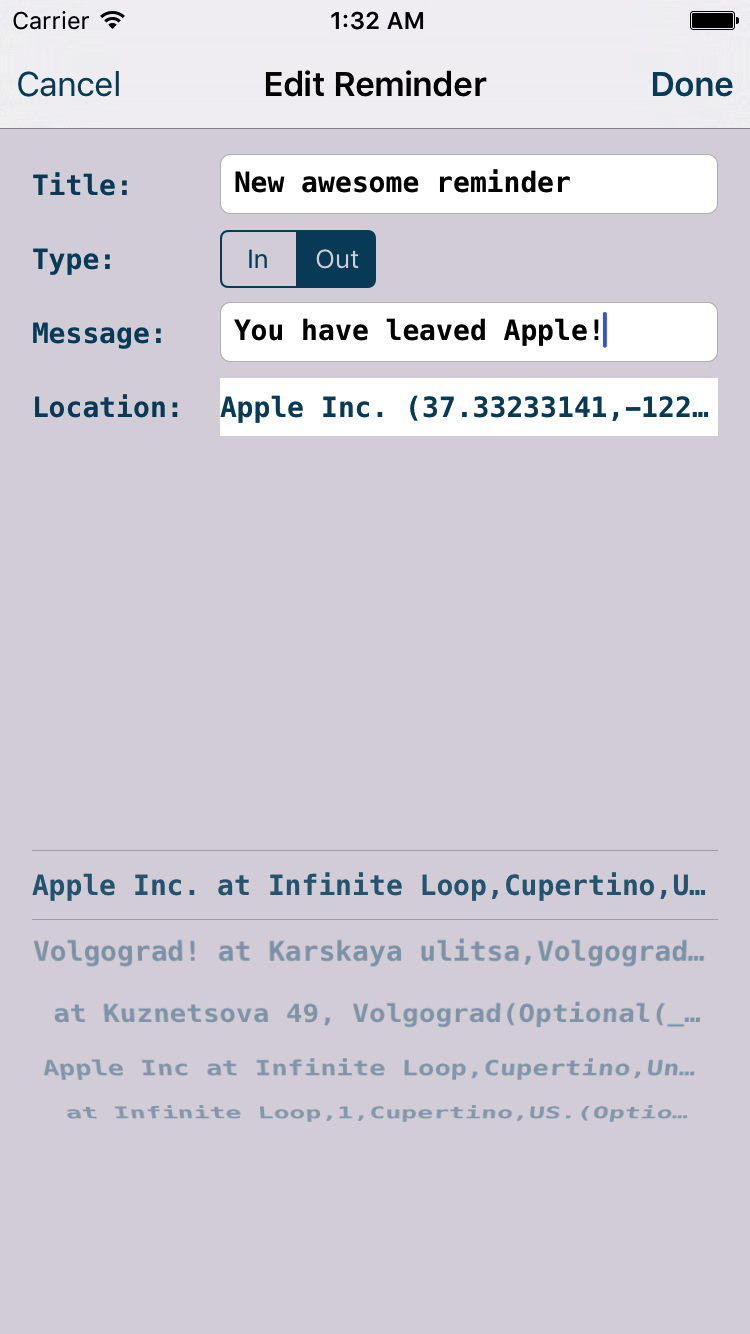 Carrier 1:32 AM
Cancel Edit Reminder Done
Title: New awesome reminder
Type: In Out
Message: You have leaved Apple!
Location: Apple Inc. (37.33233141,-122…
Apple Inc. at Infinite Loop,Cupertino,U…
Volgograd! at Karskaya ulitsa,Volgograd…
at Kuznetsova 49, Volgograd(Optional(_…
Apple Inc at Infinite Loop,Cupertino,Un…
at Infinite Loop,1,Cupertino,US.(Optio…